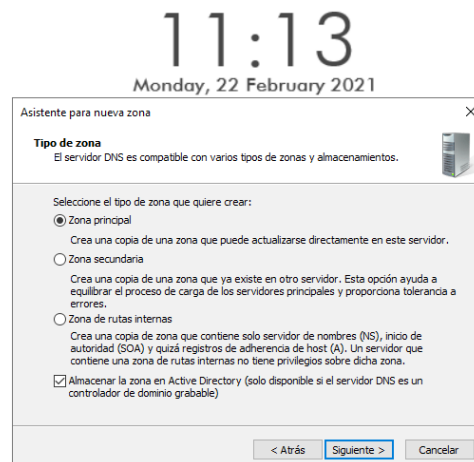 11:13
Monday, 22 February 2021
Asistente para nueva zona
Tipo de zona
El servidor DNS es compatible con varios tipos de zonas y almacenamientos.
Seleccione el tipo de zona que quiere crear:
Zona principal
Crea una copia de una zona que puede actualizarse directamente en este servidor.
Zona secundaria
Crea una copia de una zona que ya existe en otro servidor. Esta opción ayuda a
equilibrar el proceso de carga de los servidores principales y proporciona tolerancia a
errores.
Zona de rutas internas
Crea una copia de zona que contiene solo servidor de nombres (NS), inicio de
autoridad (SOA) y quizá registros de adherencia de host (A). Un servidor que
contiene una zona de rutas internas no tiene privilegios sobre dicha zona.
Almacenar la zona en Active Directory (solo disponible si el servidor DNS es un
controlador de dominio grabable)
< Atrás Siguiente > Cancelar